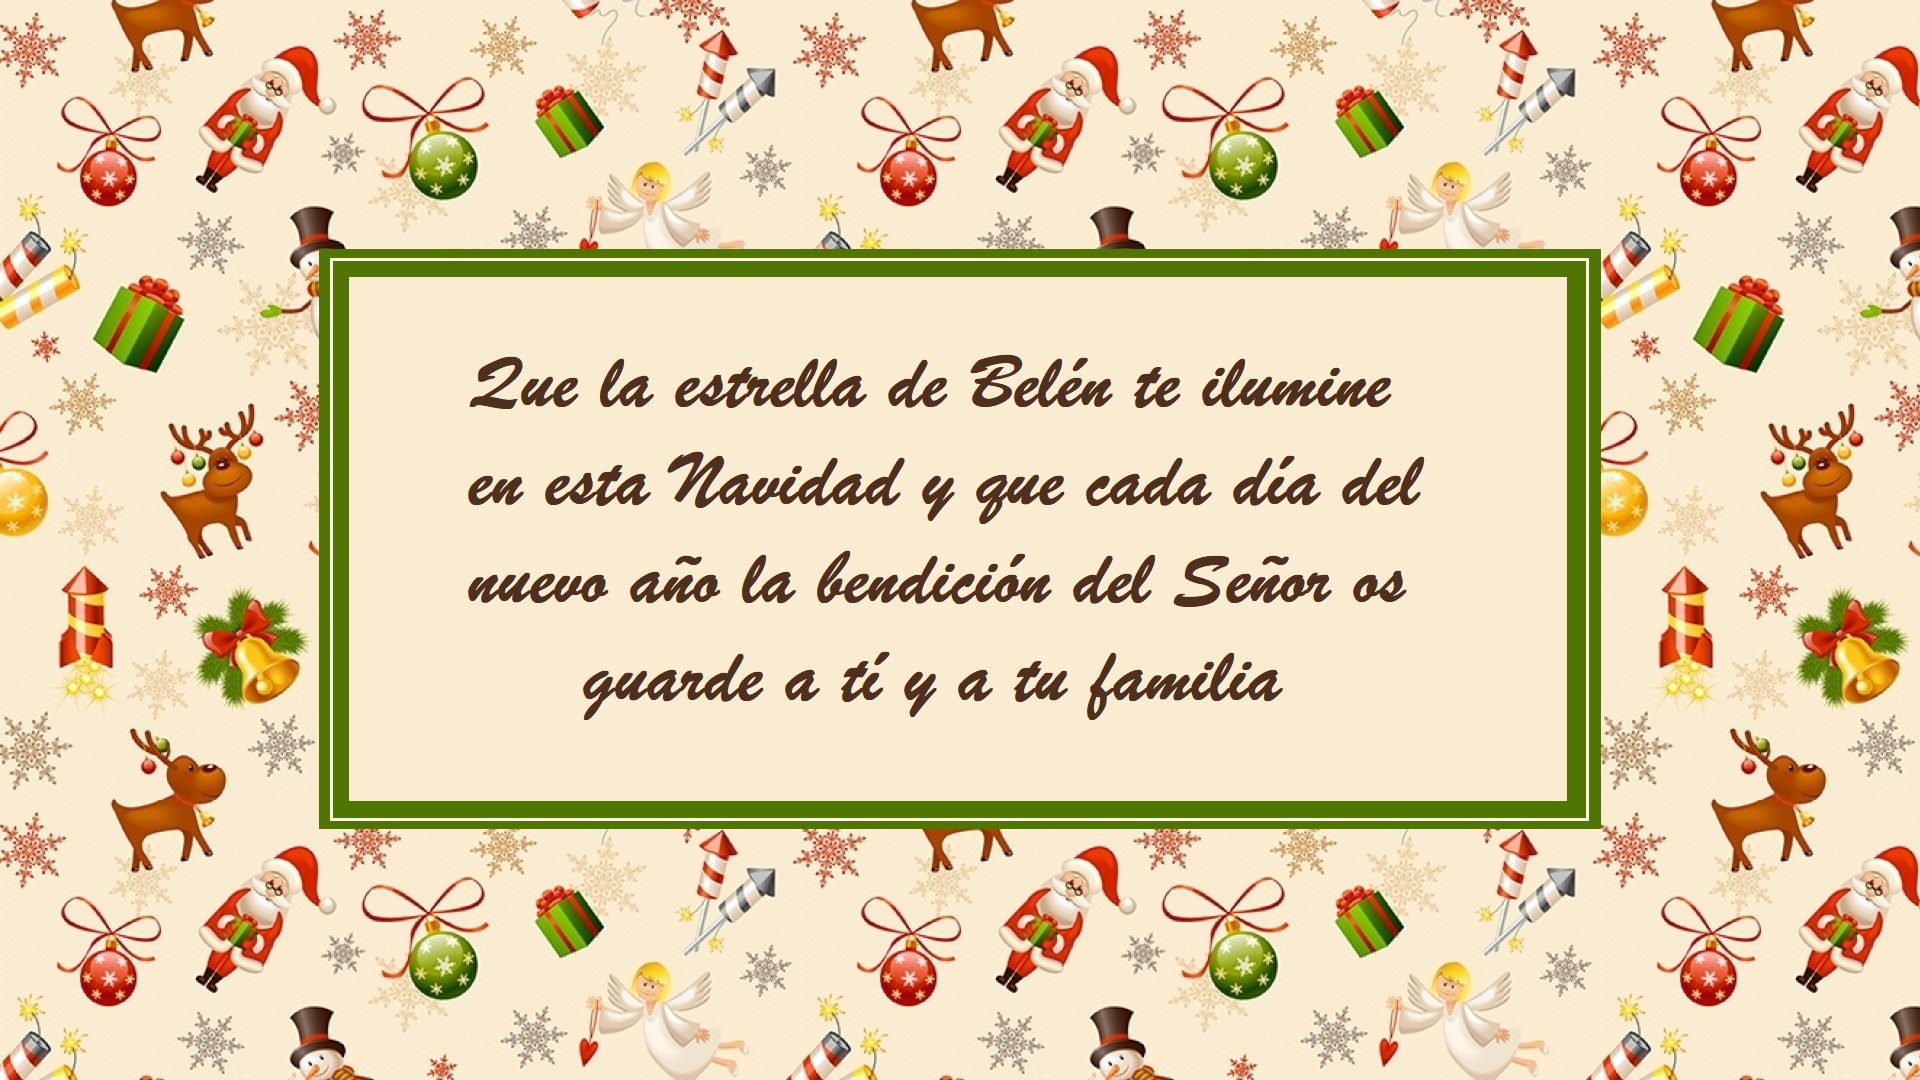 Que la estrella de Belén te ilumine
en esta Navidad y que cada día del
nuevo año la bendición del Señor os
guarde a tí y a tu familia